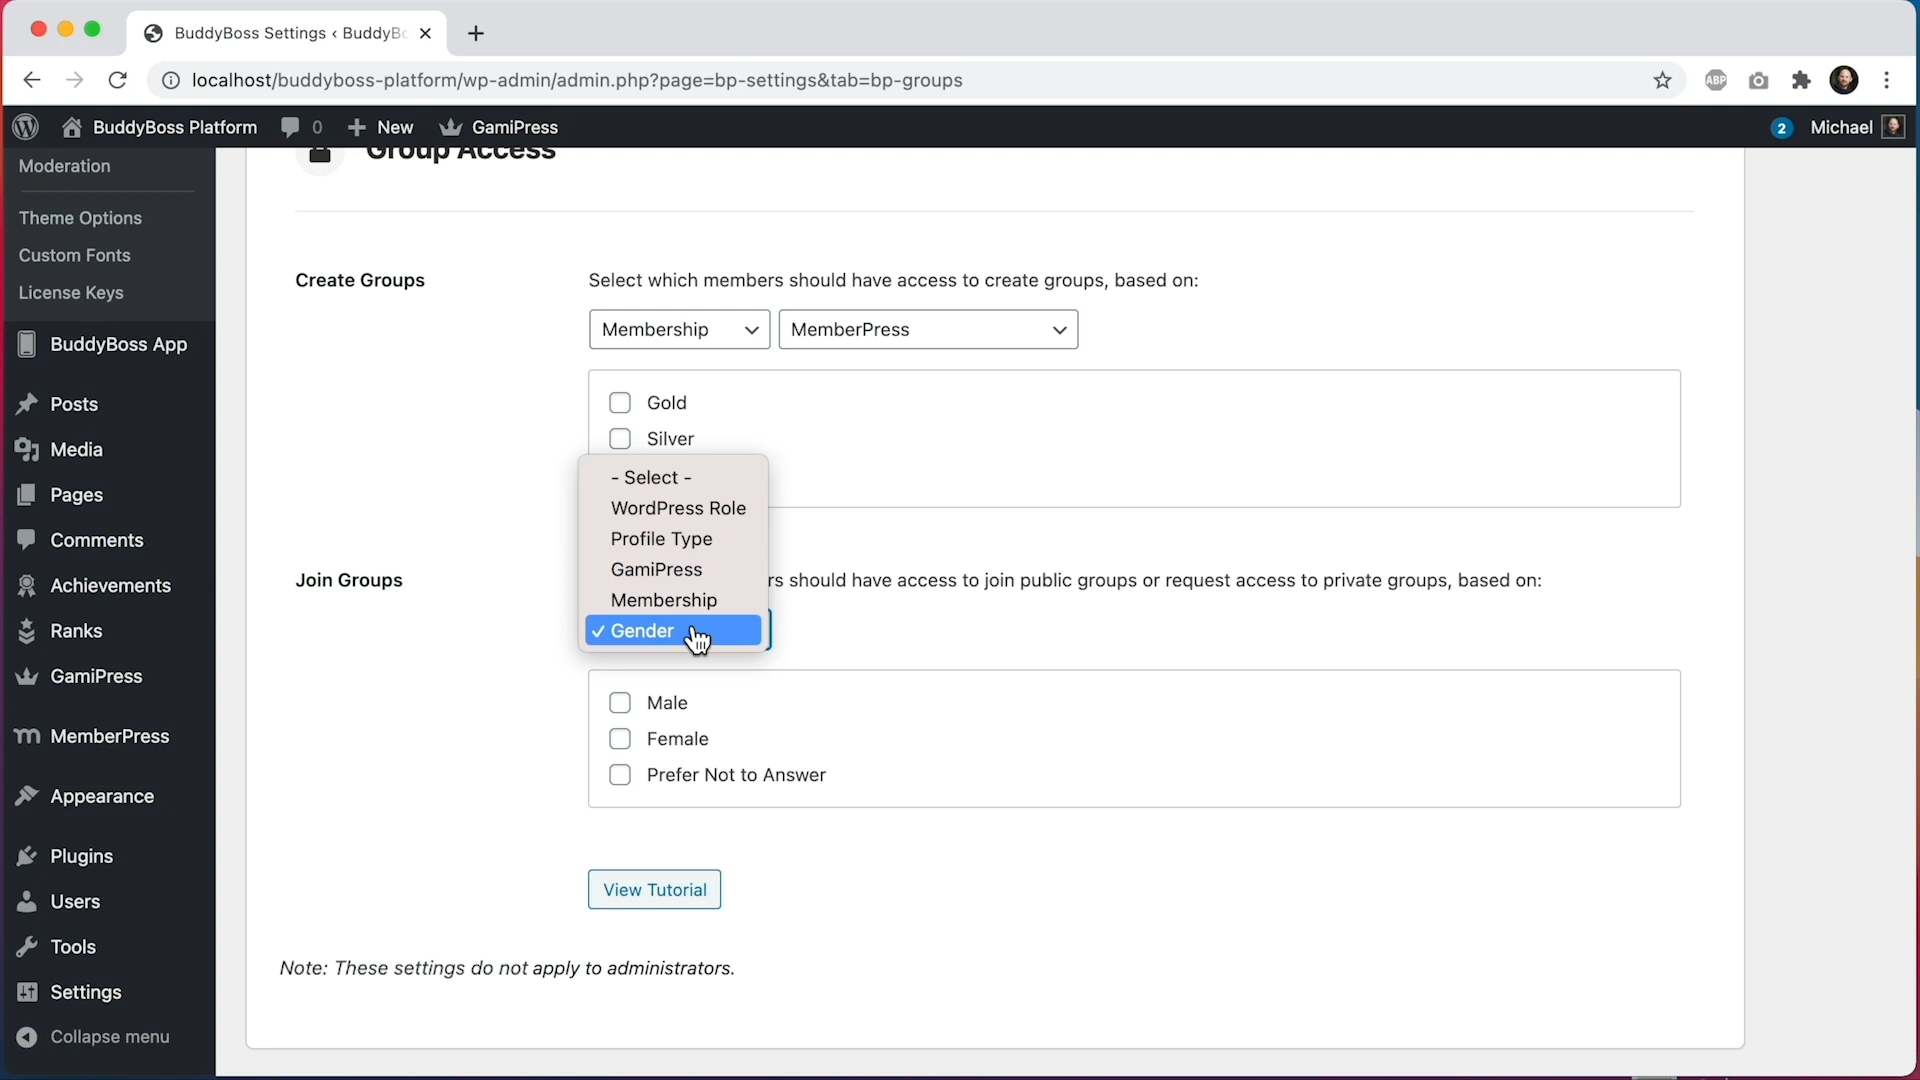 BuddyBoss Settings ‹ BuddyBo
localhost/buddyboss-platform/wp-admin/admin.php?page=bp-settings&tab=bp-groups
ABP
BuddyBoss Platform
0
New
GamiPress
2
Michael
Moderation
Theme Options
Custom Fonts
License Keys
BuddyBoss App
Posts
Media
Pages
Comments
Achievements
Ranks
GamiPress
MemberPress
Appearance
Plugins
Users
Tools
Settings
Collapse menu
Group Access
Create Groups
Select which members should have access to create groups, based on:
Membership
MemberPress
Gold
Silver
- Select -
WordPress Role
Profile Type
GamiPress
Membership
✓ Gender
Join Groups
rs should have access to join public groups or request access to private groups, based on:
Male
Female
Prefer Not to Answer
View Tutorial
Note: These settings do not apply to administrators.